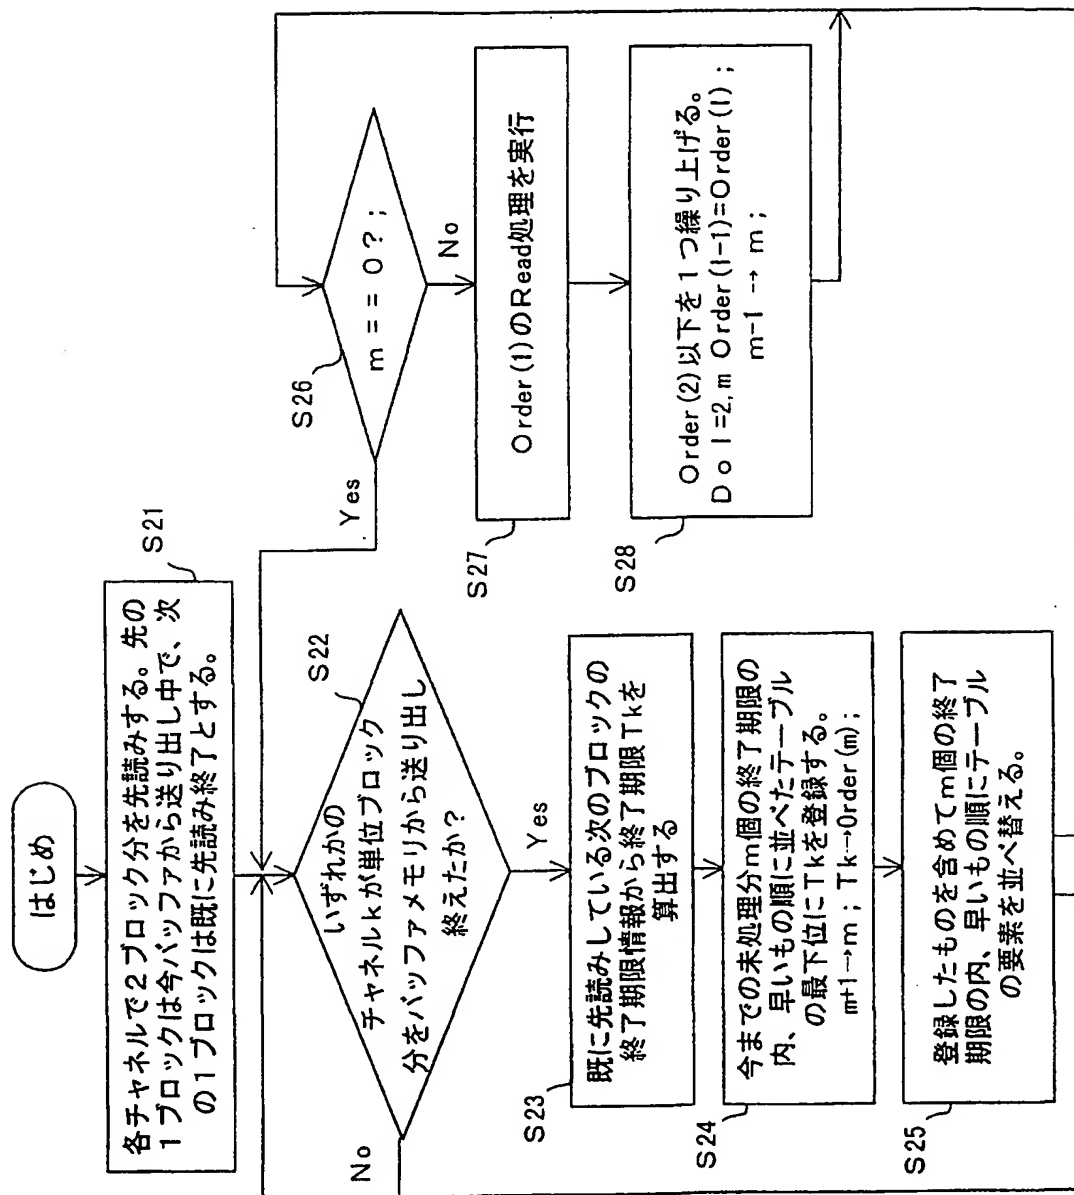 はじめ
S21
各チャネルで2ブロック分を先読みする。先の
1ブロックは今バッファから送り出し中で、次
の1ブロックは既に先読み終了とする。
S22
いずれかの
チャネルkが単位ブロック
分をバッファメモリから送り出し
終えたか?
No
Yes
S23
既に先読みしている次のブロックの
終了期限情報から終了期限Tkを
算出する
S24
今までの未処理分m個の終了期限の
内、早いもの順に並べたテーブル
の最下位にTkを登録する。
m+1→m; Tk→Order(m);
S25
登録したものを含めてm個の終了
期限の内、早いもの順にテーブル
の要素を並べ替える。
S26
m==0?;
Yes
No
S27
Order(1)のRead処理を実行
S28
Order(2)以下を1つ繰り上げる。
Do l=2,m Order(l-1)=Order(l);
m-1 → m;